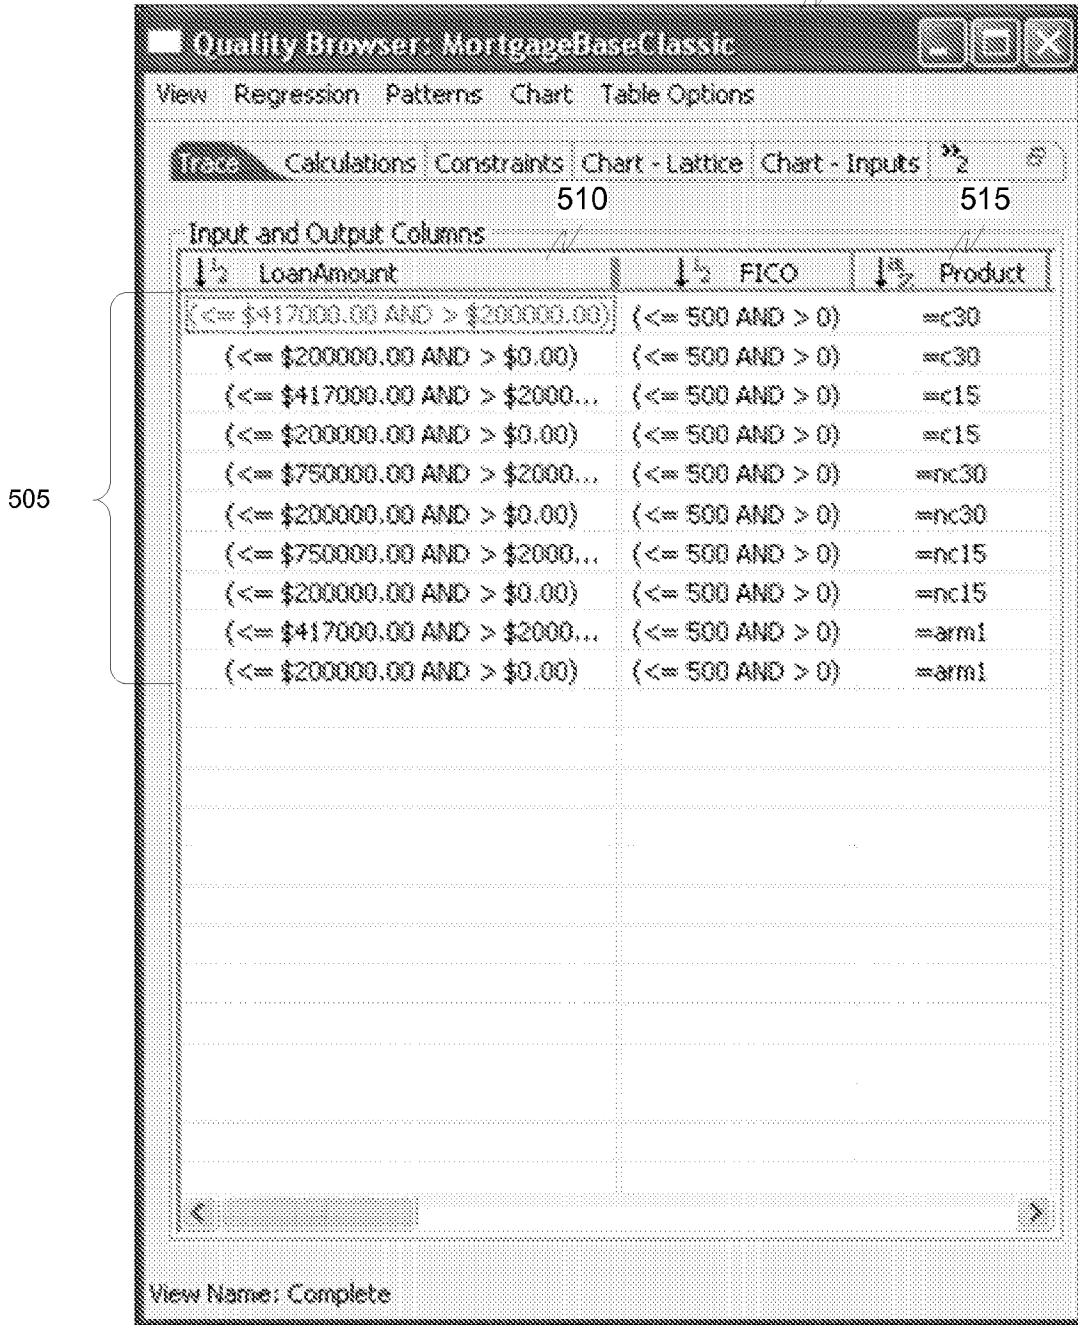 Quality Browser: MortgageBaseClassic
View Regression Patterns Chart Table Options
Trace Calculations Constraints Chart - Lattice Chart - Inputs »2
510 515
Input and Output Columns
LoanAmount FICO Product
(<= $417000.00 AND > $200000.00) (<= 500 AND > 0) =c30
(<= $200000.00 AND > $0.00) (<= 500 AND > 0) =c30
(<= $417000.00 AND > $2000... (<= 500 AND > 0) =c15
(<= $200000.00 AND > $0.00) (<= 500 AND > 0) =c15
505
(<= $750000.00 AND > $2000... (<= 500 AND > 0) =nc30
(<= $200000.00 AND > $0.00) (<= 500 AND > 0) =nc30
(<= $750000.00 AND > $2000... (<= 500 AND > 0) =nc15
(<= $200000.00 AND > $0.00) (<= 500 AND > 0) =nc15
(<= $417000.00 AND > $2000... (<= 500 AND > 0) =arm1
(<= $200000.00 AND > $0.00) (<= 500 AND > 0) =arm1
View Name: Complete